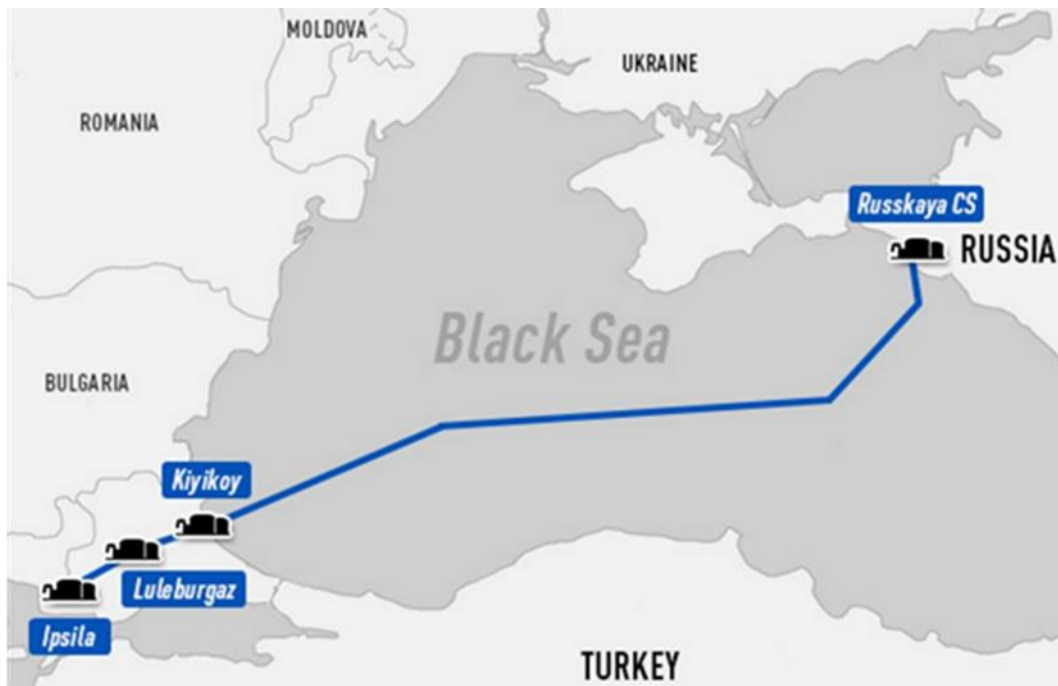 MOLDOVA
UKRAINE
ROMANIA
Russkaya CS
RUSSIA
Black Sea
BULGARIA
Kiyikoy
Luleburgaz
Ipsila
TURKEY